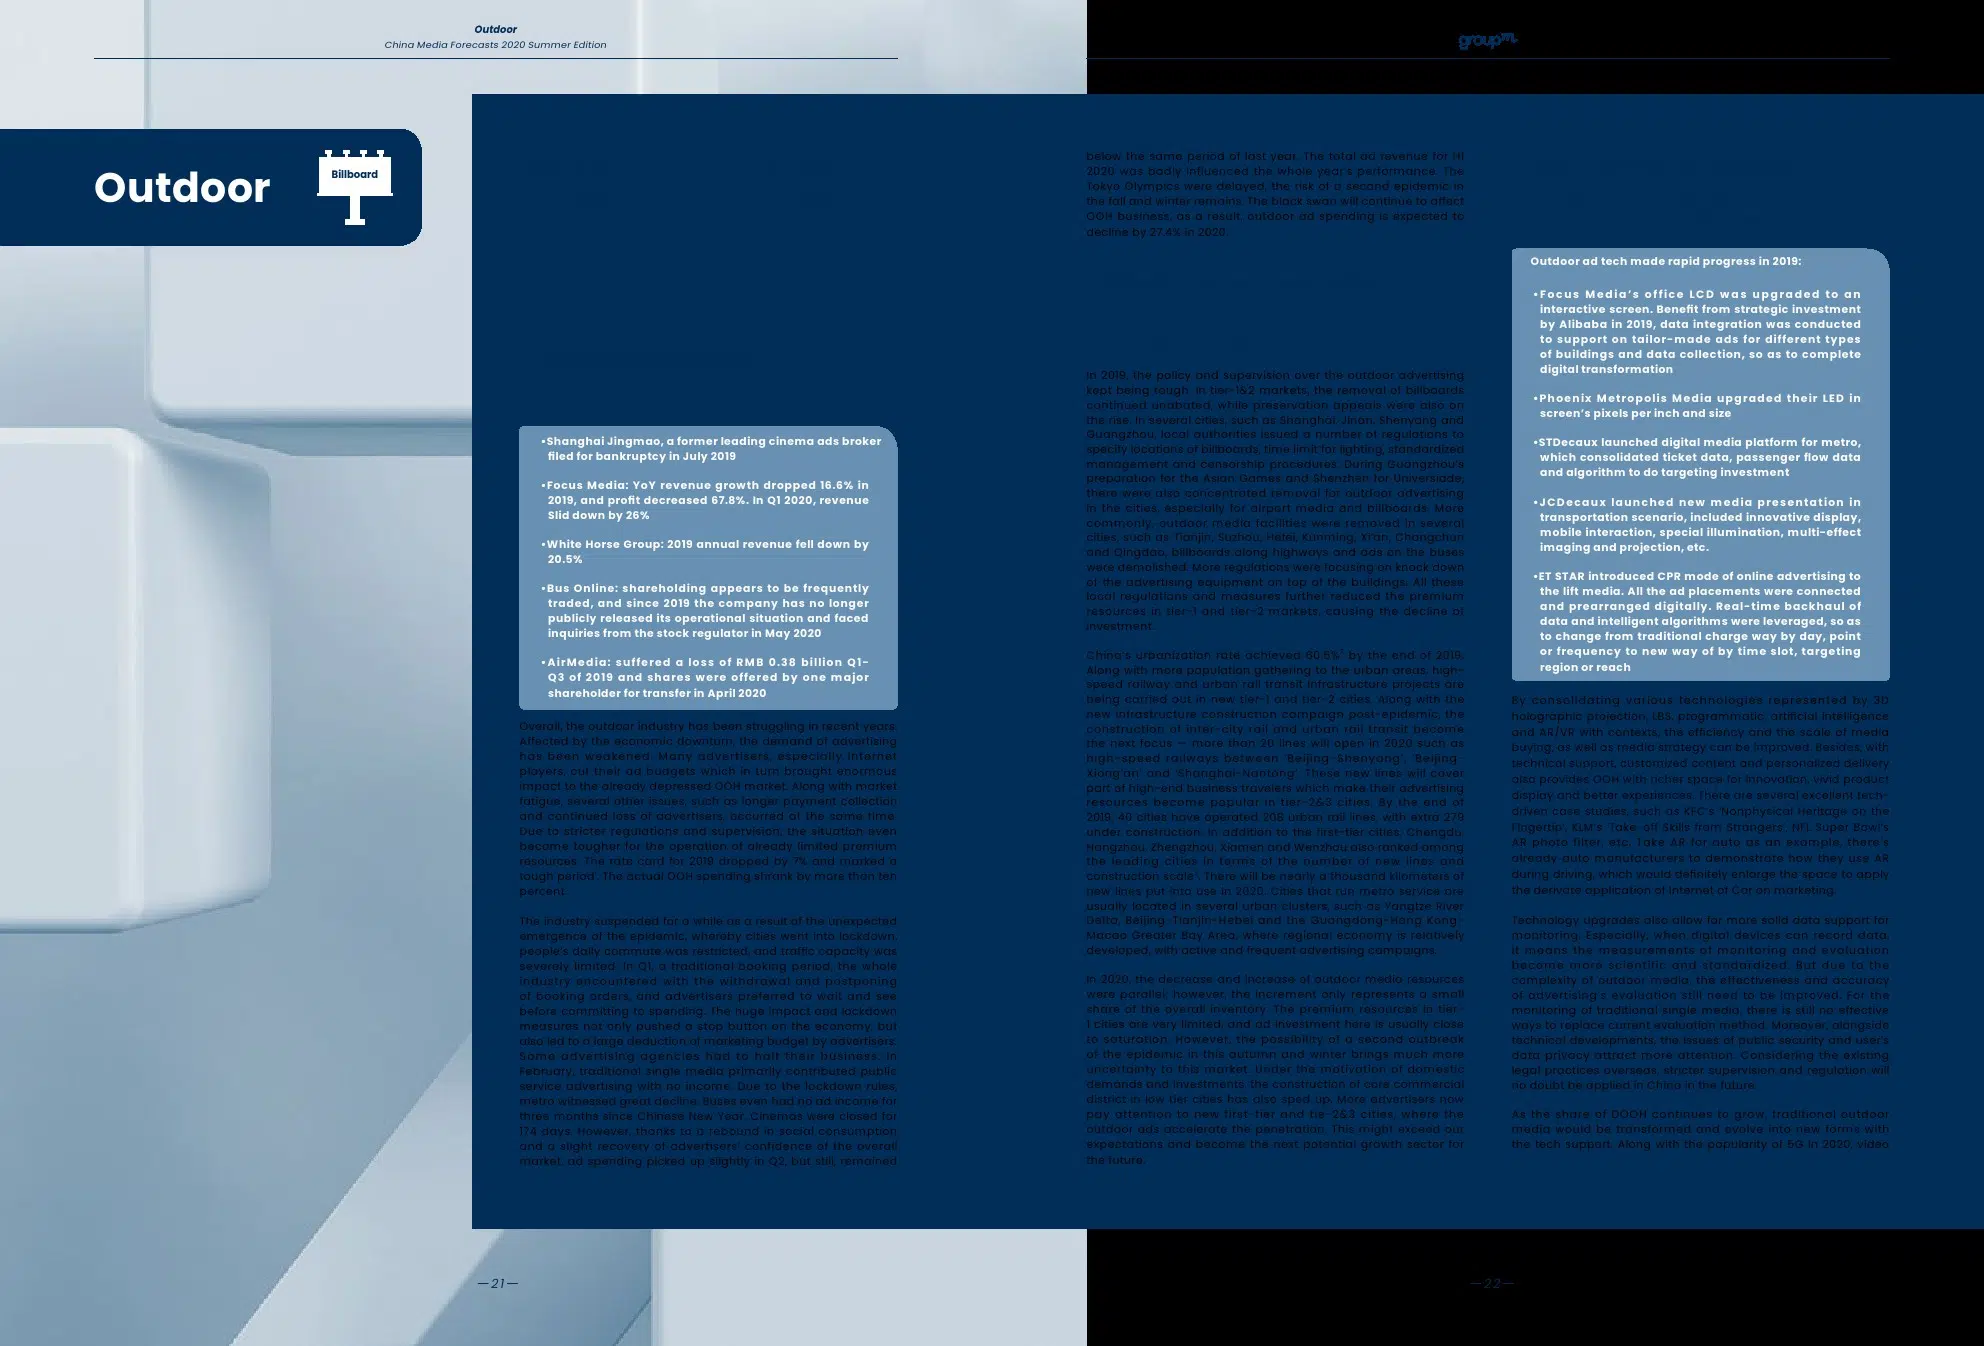 Outdoor
China Media Forecasts 2020 Summer Edition
groupm
Outdoor
Billboard
•Shanghai Jingmao, a former leading cinema ads broker
filed for bankruptcy in July 2019
•Focus Media: YoY revenue growth dropped 16.6% in
2019, and profit decreased 67.8%. In Q1 2020, revenue
Slid down by 26%
•White Horse Group: 2019 annual revenue fell down by
20.5%
•Bus Online: shareholding appears to be frequently
traded, and since 2019 the company has no longer
publicly released its operational situation and faced
inquiries from the stock regulator in May 2020
•AirMedia: suffered a loss of RMB 0.38 billion Q1-
Q3 of 2019 and shares were offered by one major
shareholder for transfer in April 2020
Overall, the outdoor industry has been struggling in recent years.
Affected by the economic downturn, the demand of advertising
has been weakened. Many advertisers, especially Internet
players, cut their ad budgets which in turn brought enormous
impact to the already depressed OOH market. Along with market
fatigue, several other issues, such as longer payment collection
and continued loss of advertisers, occurred at the same time.
Due to stricter regulations and supervision, the situation even
became tougher for the operation of already limited premium
resources. The rate card for 2019 dropped by 7% and marked a
tough period. The actual OOH spending shrank by more than ten
percent.
The industry suspended for a while as a result of the unexpected
emergence of the epidemic, whereby cities went into lockdown,
people's daily commute was restricted, and traffic capacity was
severely limited. In Q1, a traditional booking period, the whole
industry encountered with the withdrawal and postponing
of booking orders, and advertisers preferred to wait and see
before committing to spending. The huge impact and lockdown
measures not only pushed a stop button on the economy, but
also led to a large deduction of marketing budget by advertisers.
Some advertising agencies had to halt their business. In
February, traditional single media primarily contributed public
service advertising with no income. Due to the lockdown rules,
metro witnessed great decline. Buses even had no ad income for
three months since Chinese New Year. Cinemas were closed for
174 days. However, thanks to a rebound in social consumption
and a slight recovery of advertisers' confidence of the overall
market, ad spending picked up slightly in Q2, but still, remained
below the same period of last year. The total ad revenue for H1
2020 was badly influenced the whole year's performance. The
Tokyo Olympics were delayed, the risk of a second epidemic in
the fall and winter remains. The black swan will continue to affect
OOH business, as a result, outdoor ad spending is expected to
decline by 27.4% in 2020.
In 2019, the policy and supervision over the outdoor advertising
kept being tough. In tier-1&2 markets, the removal of billboards
continued unabated, while preservation appeals were also on
the rise. In several cities, such as Shanghai, Jinan, Shenyang and
Guangzhou, local authorities issued a number of regulations to
specify locations of billboards, time limit for lighting, standardized
management and censorship procedures. During Guangzhou's
preparation for the Asian Games and Shenzhen for Universiade,
there were also concentrated removal for outdoor advertising
in the cities, especially for airport media and billboards. More
commonly, outdoor media facilities were removed in several
cities, such as Tianjin, Suzhou, Hefei, Kunming, Xi'an, Changchun
and Qingdao, billboards along highways and ads on the buses
were demolished. More regulations were focusing on knock down
of the advertising equipment on top of the buildings. All these
local regulations and measures further reduced the premium
resources in tier-1 and tier-2 markets, causing the decline of
investment.
China's urbanization rate achieved 60.6%¹ by the end of 2019.
Along with more population gathering to the urban areas, high-
speed railway and urban rail transit infrastructure projects are
being carried out in new tier-1 and tier-2 cities. Along with the
new infrastructure construction campaign post-epidemic, the
construction of inter-city rail and urban rail transit become
the next focus — more than 20 lines will open in 2020 such as
high-speed railways between 'Beijing-Shenyang', 'Beijing-
Xiong'an' and 'Shanghai-Nantong'. These new lines will cover
part of high-end business travelers which make their advertising
resources become popular in tier-2&3 cities. By the end of
2019, 40 cities have operated 208 urban rail lines, with extra 279
under construction. In addition to the first-tier cities, Chengdu,
Hangzhou, Zhengzhou, Xiamen and Wenzhou also ranked among
the leading cities in terms of the number of new lines and
construction scale¹. There will be nearly a thousand kilometers of
new lines put into use in 2020. Cities that run metro service are
usually located in several urban clusters, such as Yangtze River
Delta, Beijing-Tianjin-Hebei and the Guangdong-Hong Kong-
Macao Greater Bay Area, where regional economy is relatively
developed, with active and frequent advertising campaigns.
In 2020, the decrease and increase of outdoor media resources
were parallel, however, the increment only represents a small
share of the overall inventory. The premium resources in tier-
1 cities are very limited, and ad investment here is usually close
to saturation. However, the possibility of a second outbreak
of the epidemic in this autumn and winter brings much more
uncertainty to this market. Under the motivation of domestic
demands and investments, the construction of core commercial
district in low tier cities has also sped up. More advertisers now
pay attention to new first-tier and tie-2&3 cities, where the
outdoor ads accelerate the penetration. This might exceed our
expectations and become the next potential growth sector for
the future.
Outdoor ad tech made rapid progress in 2019:
•Focus Media's office LCD was upgraded to an
interactive screen. Benefit from strategic investment
by Alibaba in 2019, data integration was conducted
to support on tailor-made ads for different types
of buildings and data collection, so as to complete
digital transformation
•Phoenix Metropolis Media upgraded their LED in
screen's pixels per inch and size
•STDecaux launched digital media platform for metro,
which consolidated ticket data, passenger flow data
and algorithm to do targeting investment
•JCDecaux launched new media presentation in
transportation scenario, included innovative display,
mobile interaction, special illumination, multi-effect
imaging and projection, etc.
•ET STAR introduced CPR mode of online advertising to
the lift media. All the ad placements were connected
and prearranged digitally. Real-time backhaul of
data and intelligent algorithms were leveraged, so as
to change from traditional charge way by day, point
or frequency to new way of by time slot, targeting
region or reach
By consolidating various technologies represented by 3D
holographic projection, LBS, programmatic, artificial intelligence
and AR/VR with contexts, the efficiency and the scale of media
buying, as well as media strategy can be improved. Besides, with
technical support, customized content and personalized delivery
also provides OOH with richer space for innovation, vivid product
display and better experiences. There are several excellent tech-
driven case studies, such as KFC's 'Nonphysical Heritage on the
Fingertip', KLM's 'Take off Skills from Strangers', NFL Super Bowl's
AR photo filter, etc. Take AR for auto as an example, there's
already auto manufacturers to demonstrate how they use AR
during driving, which would definitely enlarge the space to apply
the derivate application of Internet of Car on marketing.
Technology upgrades also allow for more solid data support for
monitoring. Especially, when digital devices can record data,
it means the measurements of monitoring and evaluation
become more scientific and standardized. But due to the
complexity of outdoor media, the effectiveness and accuracy
of advertising's evaluation still need to be improved. For the
monitoring of traditional single media, there is still no effective
ways to replace current evaluation method. Moreover, alongside
technical developments, the issues of public security and user's
data privacy attract more attention. Considering the existing
legal practices overseas, stricter supervision and regulation will
no doubt be applied in China in the future.
As the share of DOOH continues to grow, traditional outdoor
media would be transformed and evolve into new forms with
the tech support. Along with the popularity of 5G in 2020, video
—21—
—22—